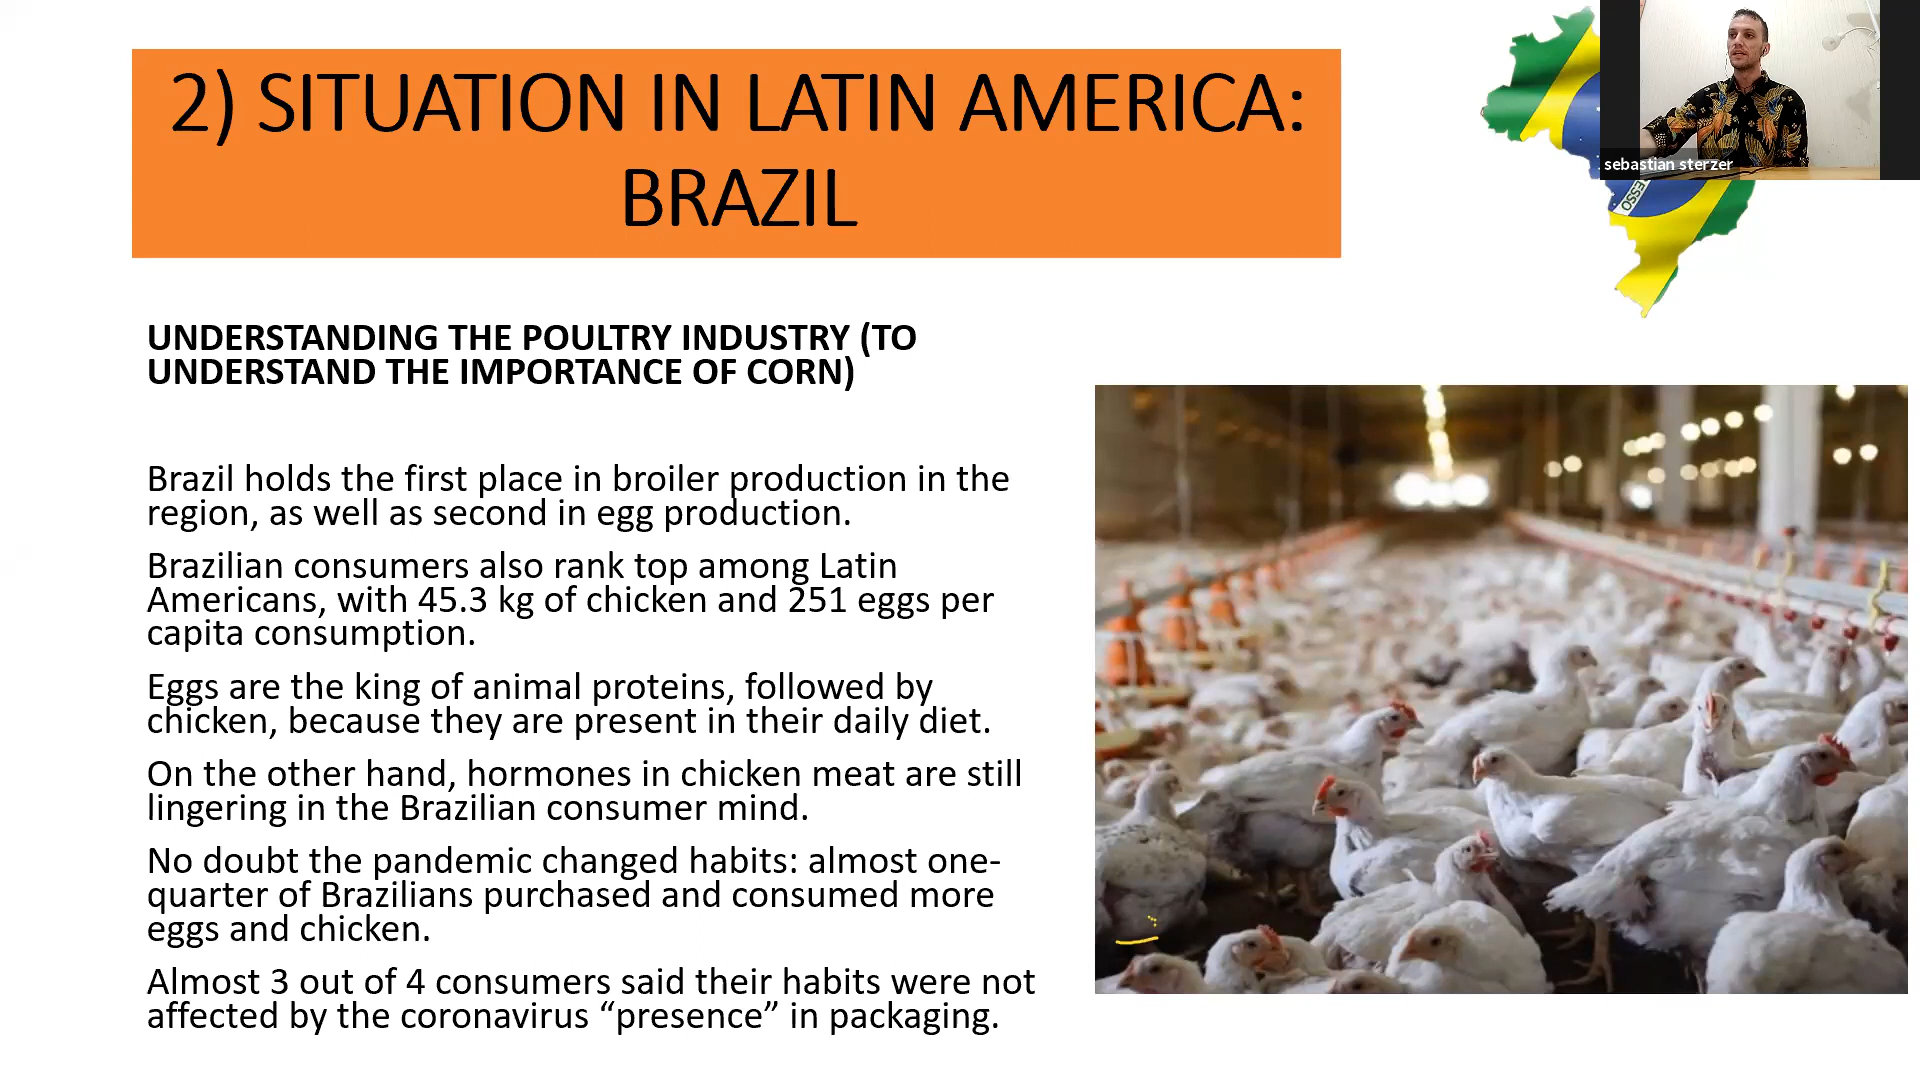 2) SITUATION IN LATIN AMERICA:
BRAZIL
sebastian sterzer
ESSO
UNDERSTANDING THE POULTRY INDUSTRY (TO
UNDERSTAND THE IMPORTANCE OF CORN)
Brazil holds the first place in broiler production in the
region, as well as second in egg production.
Brazilian consumers also rank top among Latin
Americans, with 45.3 kg of chicken and 251 eggs per
capita consumption.
Eggs are the king of animal proteins, followed by
chicken, because they are present in their daily diet.
On the other hand, hormones in chicken meat are still
lingering in the Brazilian consumer mind.
No doubt the pandemic changed habits: almost one-
quarter of Brazilians purchased and consumed more
eggs and chicken.
Almost 3 out of 4 consumers said their habits were not
affected by the coronavirus “presence” in packaging.